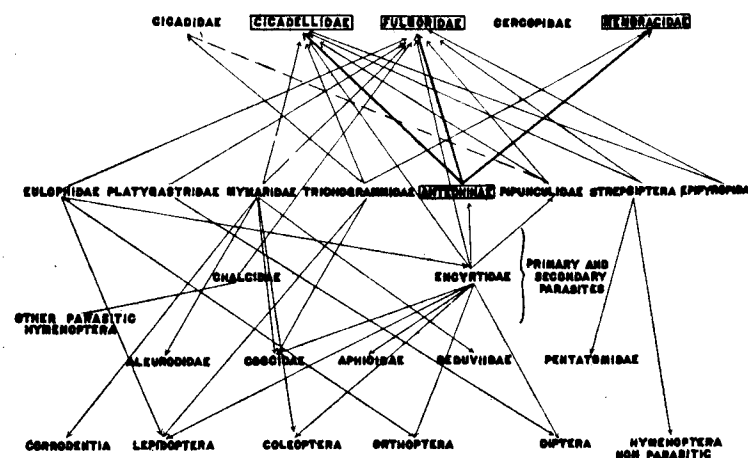 CICADIDAE CICADELLIDAE FULGORIDAE CERCOPIDAE MEMBRACIDAE
EULOPHIDAE PLATYGASTRIDAE MYMARIDAE TRICHOGRAMMIDAE ANTEONINAE PIPUNCULIDAE STREPSIPTERA EPIPYROPIDAE
CHALCIDAE ENCYRTIDAE PRIMARY AND
SECONDARY
PARASITES
OTHER PARASITIC
HYMENOPTERA
ALEURODIDAE COCCIDAE APHIDIDAE REDUVIIDAE PENTATOMIDAE
CORRODENTIA LEPIDOPTERA COLEOPTERA ORTHOPTERA DIPTERA HYMENOPTERA
NON PARASITIC